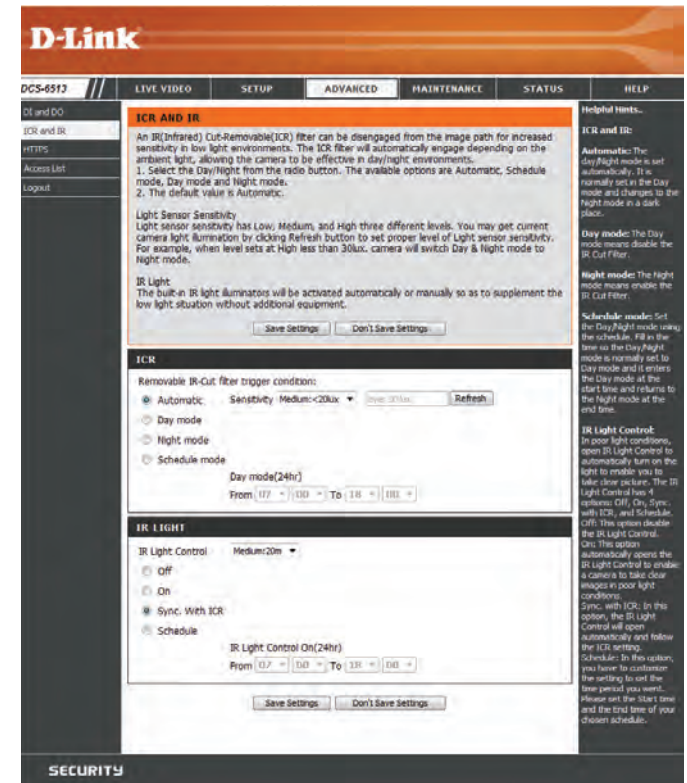 D-Link
DCS-6513
LIVE VIDEO
SETUP
ADVANCED
MAINTENANCE
STATUS
HELP
DI and DO
ICR and IR
HTTPS
Access List
Logout
ICR AND IR
An IR(Infrared) Cut-Removable(ICR) filter can be disengaged from the image path for increased
sensitivity in low light environments. The ICR filter will automatically engage depending on the
ambient light, allowing the camera to be effective in day/night environments.
1. Select the Day/Night from the radio button. The available options are Automatic, Schedule
mode, Day mode and Night mode.
2. The default value is Automatic.
Light Sensor Sensitivity
Light sensor sensitivity has Low, Medium, and High three different levels. You may get current
camera light illumination by clicking Refresh button to set proper level of Light sensor sensitivity.
For example, when level sets at High less than 30lux. camera will switch Day & Night mode to
Night mode.
IR Light
The built-in IR light illuminators will be activated automatically or manually so as to supplement the
low light situation without additional equipment.
Save Settings
Don't Save Settings
ICR
Removable IR-Cut filter trigger condition:
Automatic
Sensitivity Medium:<20lux
Refresh
Day mode
Night mode
Schedule mode
Day mode(24hr)
From 07 : 00 To 18 : 00
IR LIGHT
IR Light Control
Medium:20m
Off
On
Sync. With ICR
Schedule
IR Light Control On(24hr)
From 07 : 00 To 18 : 00
Save Settings
Don't Save Settings
Helpful Hints..
ICR and IR:
Automatic: The
day/Night mode is set
automatically. It is
normally set in the Day
mode and changes to the
Night mode in a dark
place.
Day mode: The Day
mode means disable the
IR Cut Filter.
Night mode: The Night
mode means enable the
IR Cut Filter.
Schedule mode: Set
the Day/Night mode using
the schedule. Fill in the
time so the Day/Night
mode is normally set to
Day mode and it enters
the Day mode at the
start time and returns to
the Night mode at the
end time.
IR Light Control:
In poor light conditions,
open IR Light Control to
automatically turn on the
light to enable you to
take clear picture. The IR
Light Control has 4
options: Off, On, Sync.
with ICR, and Schedule.
Off: This option disable
the IR Light Control.
On: This option
automatically opens the
IR Light Control to enable
a camera to take clear
images in poor light
conditions.
Sync. with ICR: In this
option, the IR Light
Control will open
automatically and follow
the ICR setting.
Schedule: In this option,
you have to customize
the setting to set the
time period you want.
Please set the Start time
and the End time of your
chosen schedule.
SECURITY